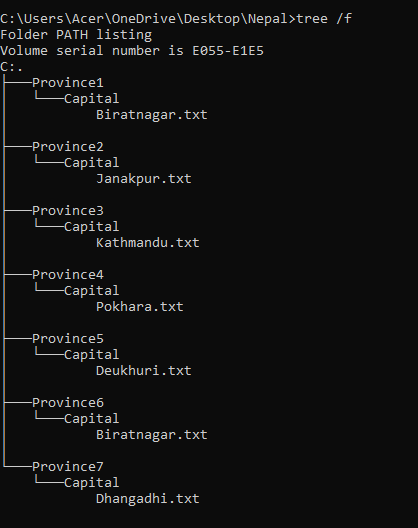 C:\Users\Acer\OneDrive\Desktop\Nepal>tree /f
Folder PATH listing
Volume serial number is E055-E1E5
C:.
├───Province1
│   └───Capital
│           Biratnagar.txt
│
├───Province2
│   └───Capital
│           Janakpur.txt
│
├───Province3
│   └───Capital
│           Kathmandu.txt
│
├───Province4
│   └───Capital
│           Pokhara.txt
│
├───Province5
│   └───Capital
│           Deukhuri.txt
│
├───Province6
│   └───Capital
│           Biratnagar.txt
│
└───Province7
    └───Capital
            Dhangadhi.txt